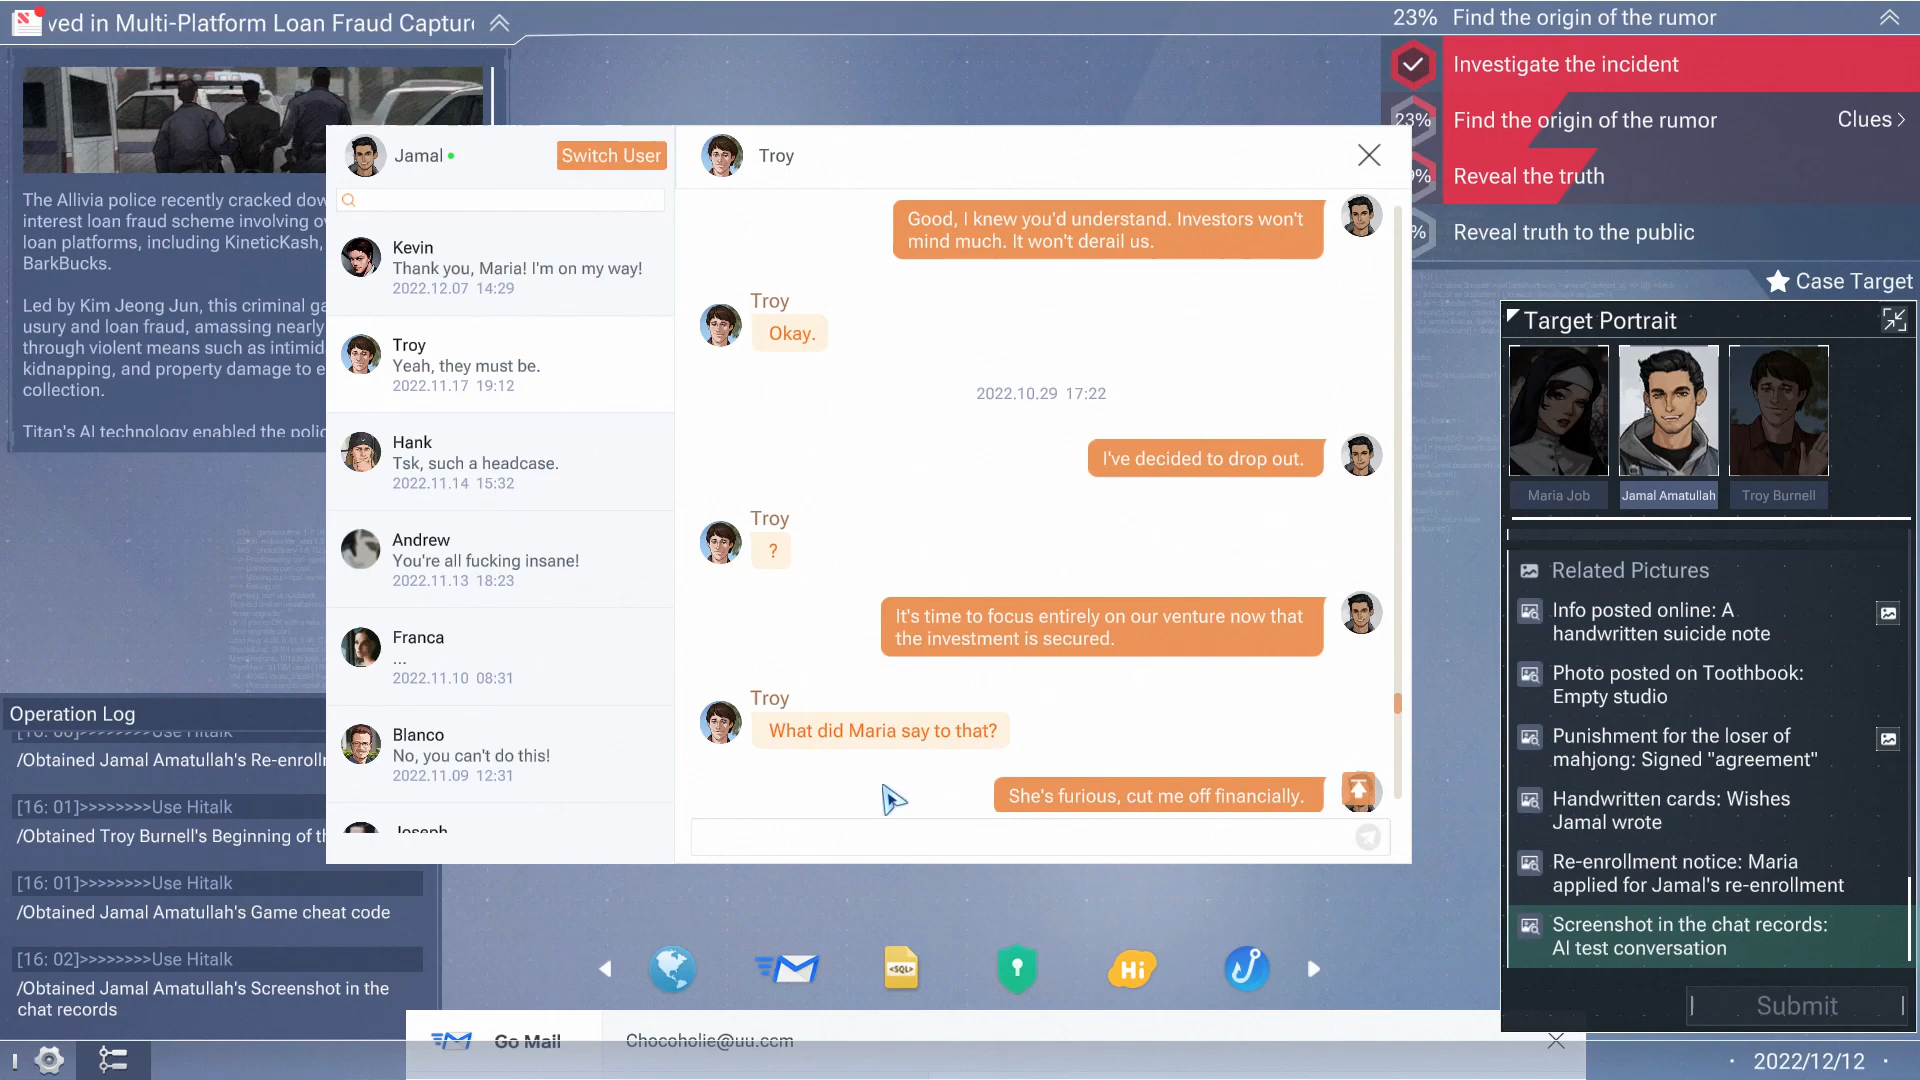 ved in Multi-Platform Loan Fraud Captur
The Allivia police recently cracked dow
interest loan fraud scheme involving o
loan platforms, including KineticKash,
BarkBucks.
Led by Kim Jeong Jun, this criminal ga
usury and loan fraud, amassing nearly
through violent means such as intimid
kidnapping, and property damage to e
collection.
Titan's AI technology enabled the polic
Operation Log
/Obtained Jamal Amatullah's Re-enrolln
[16: 01]>>>>>>>>Use Hitalk
/Obtained Troy Burnell's Beginning of th
[16: 01]>>>>>>>>Use Hitalk
/Obtained Jamal Amatullah's Game cheat code
[16: 02]>>>>>>>>Use Hitalk
/Obtained Jamal Amatullah's Screenshot in the
chat records
Jamal
Switch User
Kevin
Thank you, Maria! I'm on my way!
2022.12.07 14:29
Troy
Yeah, they must be.
2022.11.17 19:12
Hank
Tsk, such a headcase.
2022.11.14 15:32
Andrew
You're all fucking insane!
2022.11.13 18:23
Franca
...
2022.11.10 08:31
Blanco
No, you can't do this!
2022.11.09 12:31
Joseph
Troy
Good, I knew you'd understand. Investors won't
mind much. It won't derail us.
Troy
Okay.
2022.10.29 17:22
I've decided to drop out.
Troy
?
It's time to focus entirely on our venture now that
the investment is secured.
Troy
What did Maria say to that?
She's furious, cut me off financially.
<SQL>
Hi
Go Mail
Chocoholie@uu.ccm
23% Find the origin of the rumor
Investigate the incident
23% Find the origin of the rumor
Clues >
% Reveal the truth
% Reveal truth to the public
Case Target
Target Portrait
Maria Job
Jamal Amatullah
Troy Burnell
Related Pictures
Info posted online: A
handwritten suicide note
Photo posted on Toothbook:
Empty studio
Punishment for the loser of
mahjong: Signed "agreement"
Handwritten cards: Wishes
Jamal wrote
Re-enrollment notice: Maria
applied for Jamal's re-enrollment
Screenshot in the chat records:
AI test conversation
Submit
2022/12/12